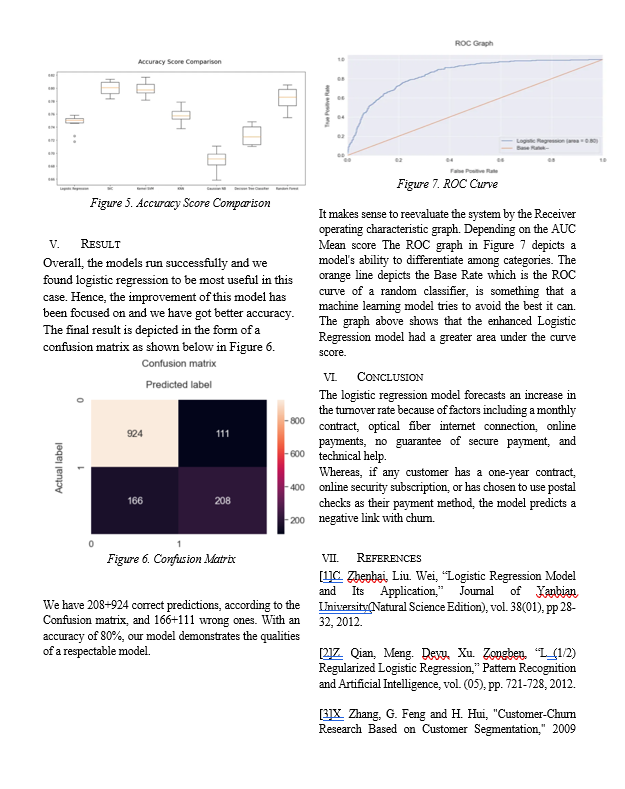 Accuracy Score Comparison
Logistic Regression SVC Kernel SVM KNN Gaussian NB Decision Tree Classifier Random Forest
Figure 5. Accuracy Score Comparison
V. RESULT
Overall, the models run successfully and we
found logistic regression to be most useful in this
case. Hence, the improvement of this model has
been focused on and we have got better accuracy.
The final result is depicted in the form of a
confusion matrix as shown below in Figure 6.
Confusion matrix
Predicted label
0
1
Actual label
924
111
166
208
800
600
400
200
0
1
Figure 6. Confusion Matrix
We have 208+924 correct predictions, according to the
Confusion matrix, and 166+111 wrong ones. With an
accuracy of 80%, our model demonstrates the qualities
of a respectable model.
ROC Graph
True Positive Rate
1.0
0.8
0.6
0.4
0.2
0.0
Logistic Regression (area = 0.80)
0.0 0.2 0.4 0.6 0.8 1.0
False Positive Rate
Figure 7. ROC Curve
It makes sense to reevaluate the system by the Receiver
operating characteristic graph. Depending on the AUC
Mean score The ROC graph in Figure 7 depicts a
model's ability to differentiate among categories. The
orange line depicts the Base Rate which is the ROC
curve of a random classifier, is something that a
machine learning model tries to avoid the best it can.
The graph above shows that the enhanced Logistic
Regression model had a greater area under the curve
score.
VI. CONCLUSION
The logistic regression model forecasts an increase in
the turnover rate because of factors including a monthly
contract, optical fiber internet connection, online
payments, no guarantee of secure payment, and
technical help.
Whereas, if any customer has a one-year contract,
online security subscription, or has chosen to use postal
checks as their payment method, the model predicts a
negative link with churn.
VII. REFERENCES
[1]C. Zhenhai, Liu. Wei, “Logistic Regression Model
and Its Application,” Journal of Yanbian
University(Natural Science Edition), vol. 38(01), pp 28-
32, 2012.
[2]Z. Qian, Meng. Deyu, Xu. Zongben, “L (1/2)
Regularized Logistic Regression,” Pattern Recognition
and Artificial Intelligence, vol. (05), pp. 721-728, 2012.
[3]X. Zhang, G. Feng and H. Hui, "Customer-Churn
Research Based on Customer Segmentation," 2009